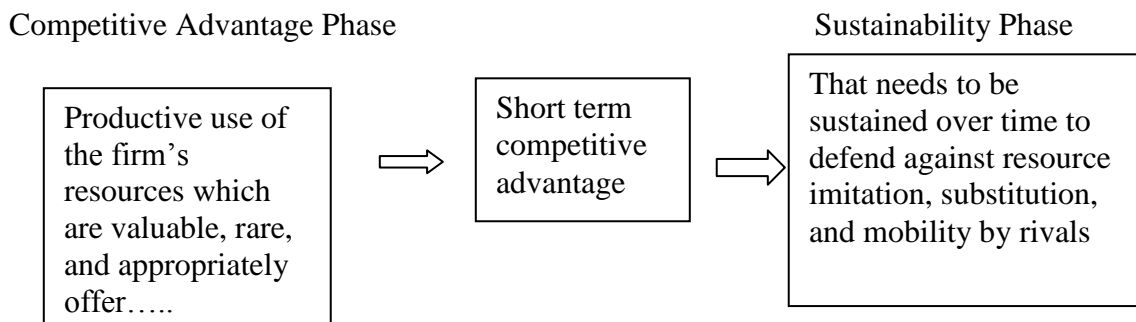 Competitive Advantage Phase
Sustainability Phase
Productive use of
the firm’s
resources which
are valuable, rare,
and appropriately
offer…..
Short term
competitive
advantage
That needs to be
sustained over time to
defend against resource
imitation, substitution,
and mobility by rivals